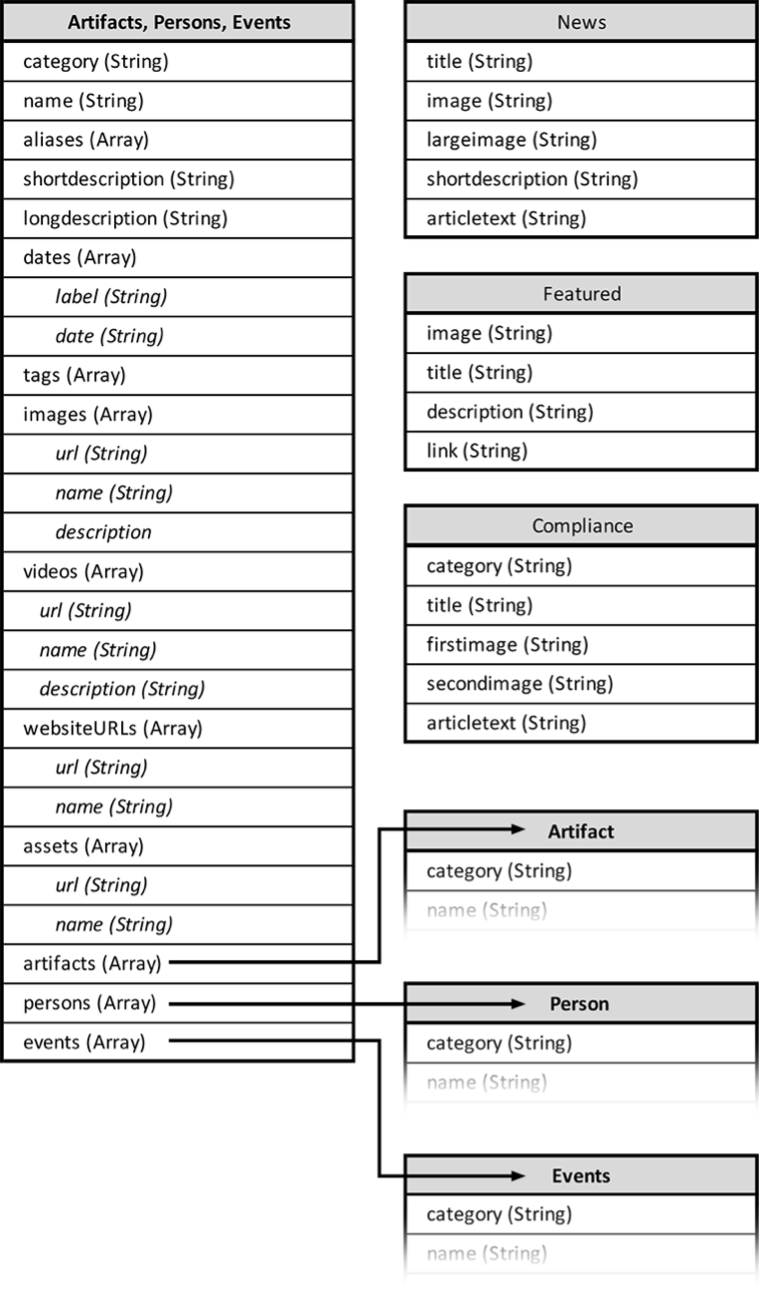 Artifacts, Persons, Events
category (String)
name (String)
aliases (Array)
shortdescription (String)
longdescription (String)
dates (Array)
label (String)
date (String)
tags (Array)
images (Array)
url (String)
name (String)
description
videos (Array)
url (String)
name (String)
description (String)
websiteURLs (Array)
url (String)
name (String)
assets (Array)
url (String)
name (String)
artifacts (Array)
persons (Array)
events (Array)
News
title (String)
image (String)
largeimage (String)
shortdescription (String)
articletext (String)
Featured
image (String)
title (String)
description (String)
link (String)
Compliance
category (String)
title (String)
firstimage (String)
secondimage (String)
articletext (String)
Artifact
category (String)
name (String)
Person
category (String)
name (String)
Events
category (String)
name (String)